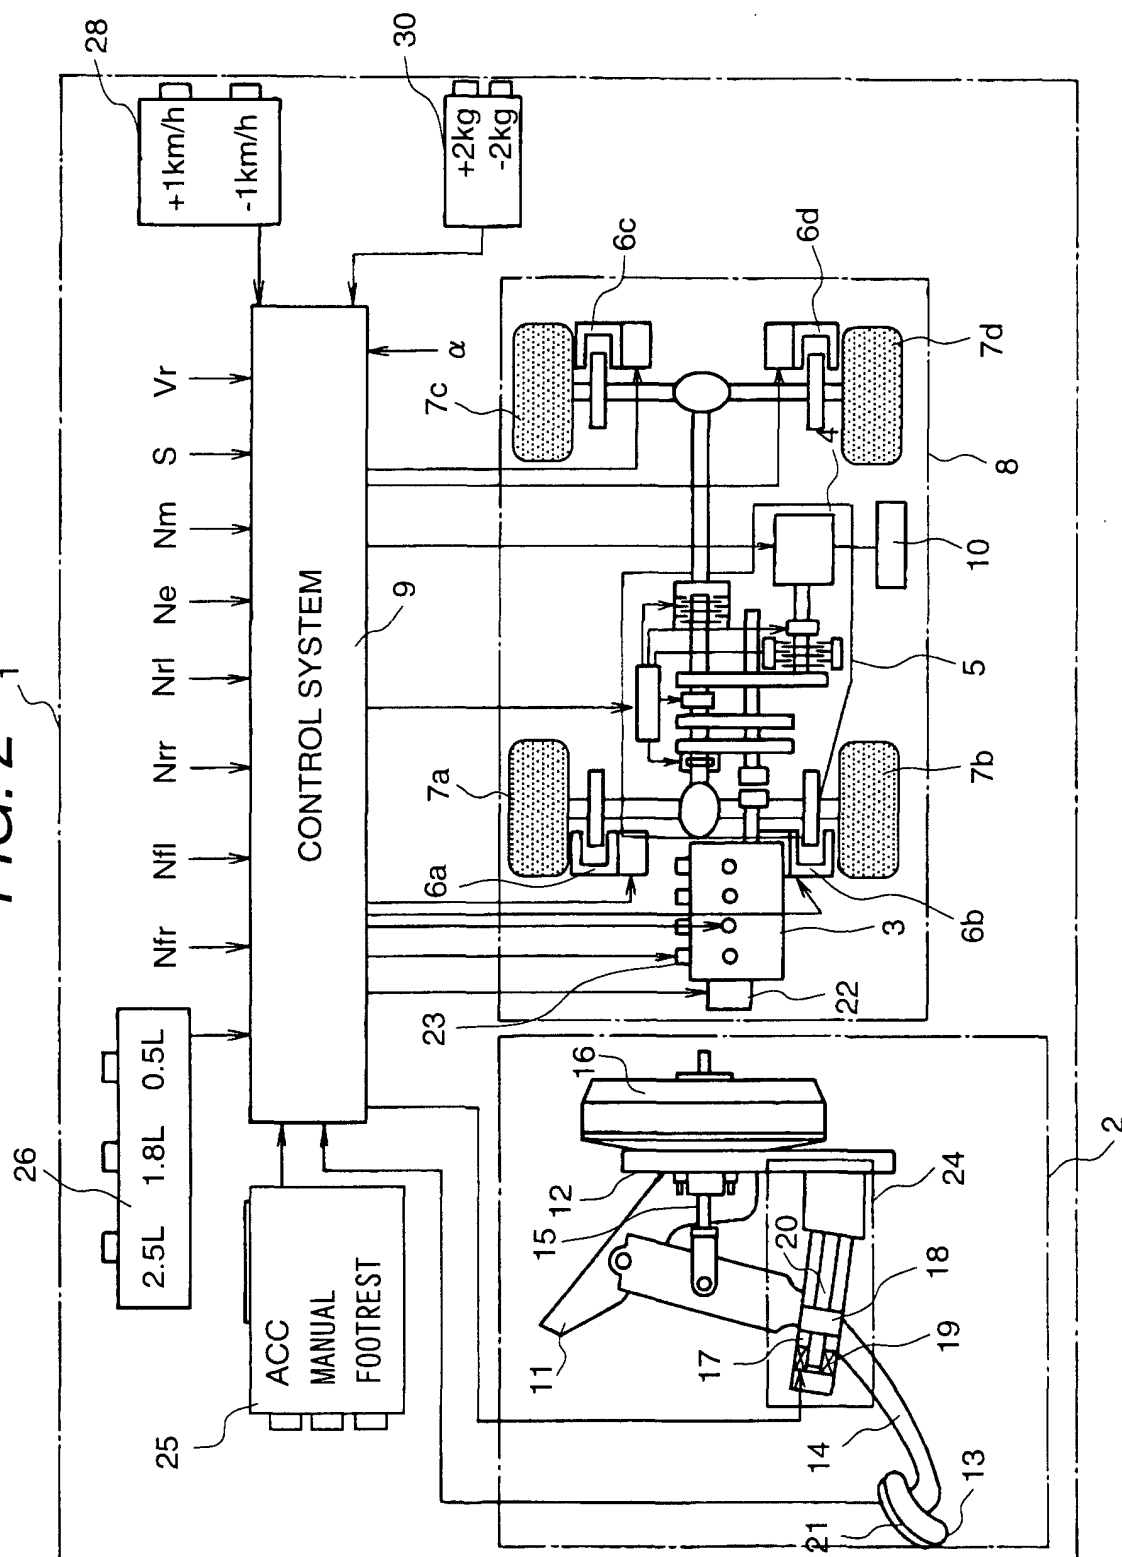 FIG. 2
1
26
2.5L 1.8L 0.5L
Nfr Nfl Nrr Nrl Ne Nm S Vr
28
+1km/h
-1km/h
25
ACC
MANUAL
FOOTREST
CONTROL SYSTEM
9
α
30
+2kg
-2kg
23
6a
7a
7c
6c
6d
16
12
15
11
17
20
18
19
24
14
21
13
2
22
3
6b
7b
5
10
4
8
7d